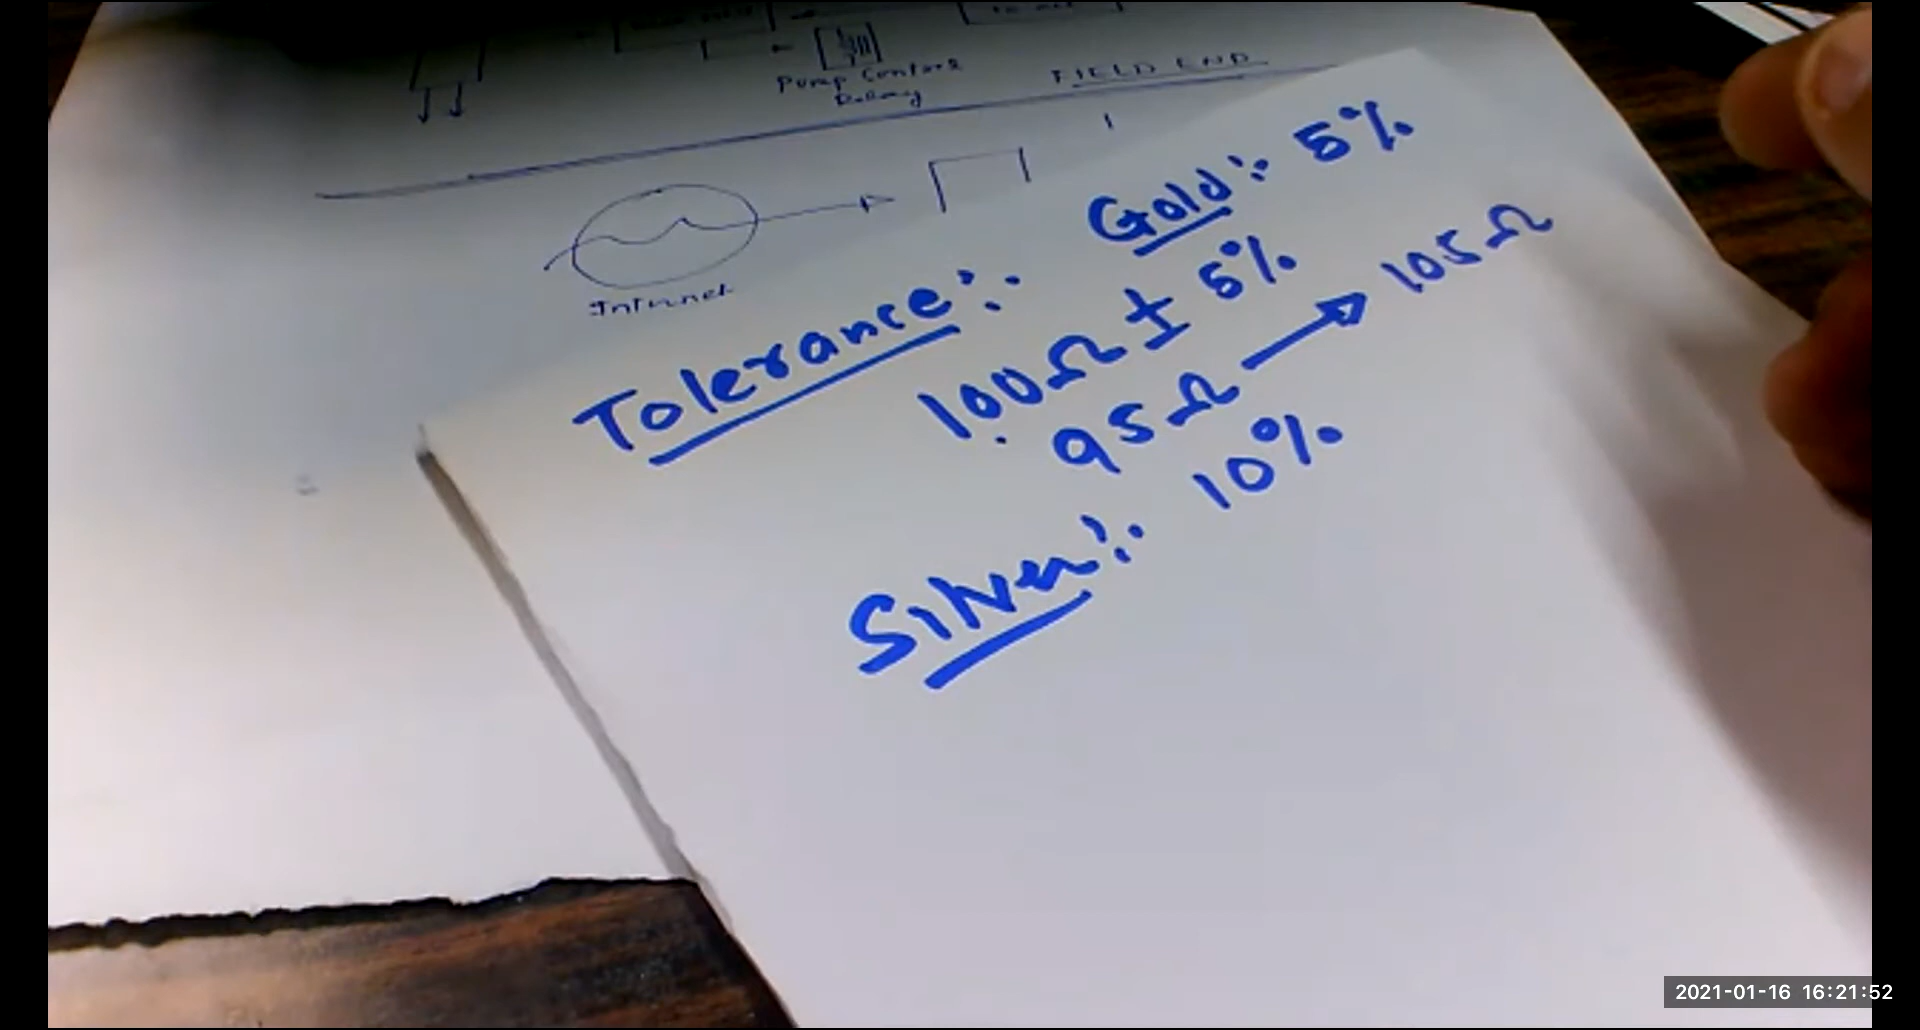 Pump Control
Relay
FIELD END
Internet
Tolerance:-
Gold:- 5%
100Ω ± 5%
95Ω → 105Ω
Silver:- 10%
2021-01-16 16:21:52